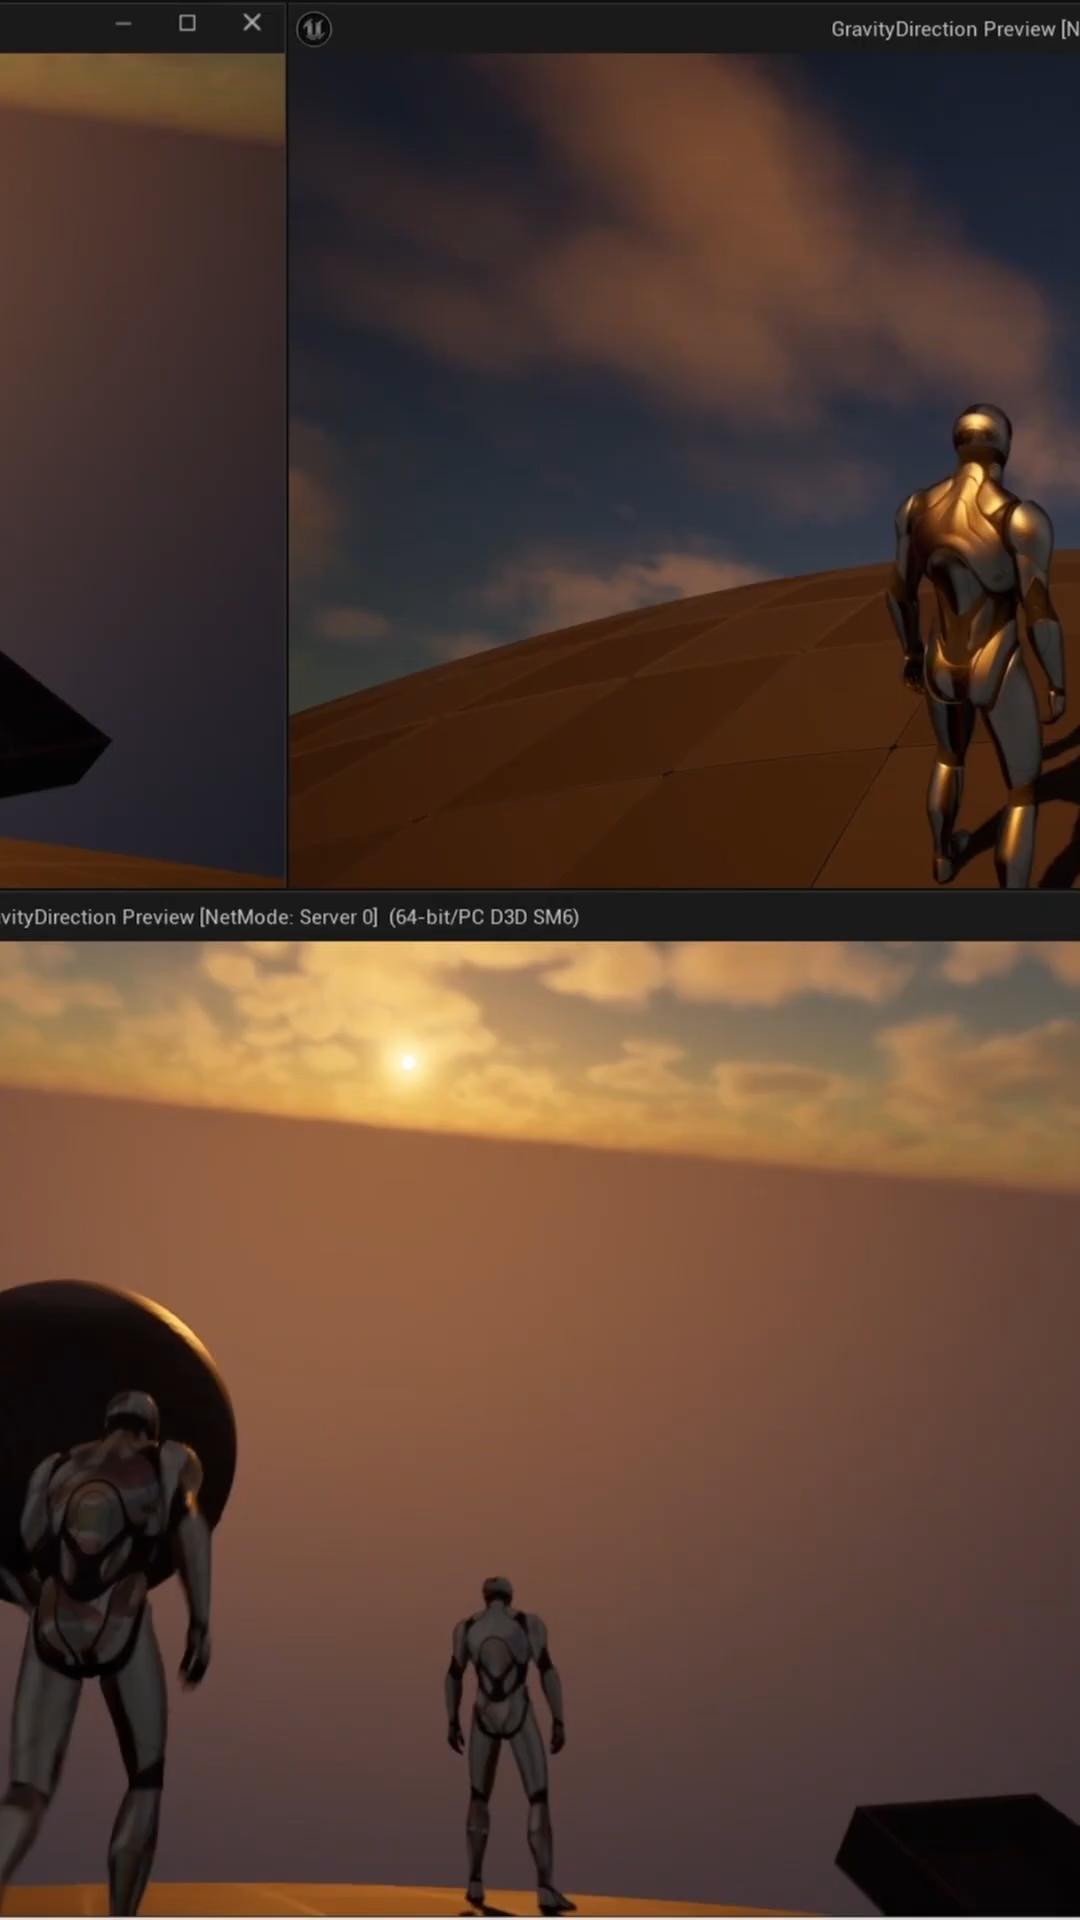 GravityDirection Preview [N
vityDirection Preview [NetMode: Server 0] (64-bit/PC D3D SM6)